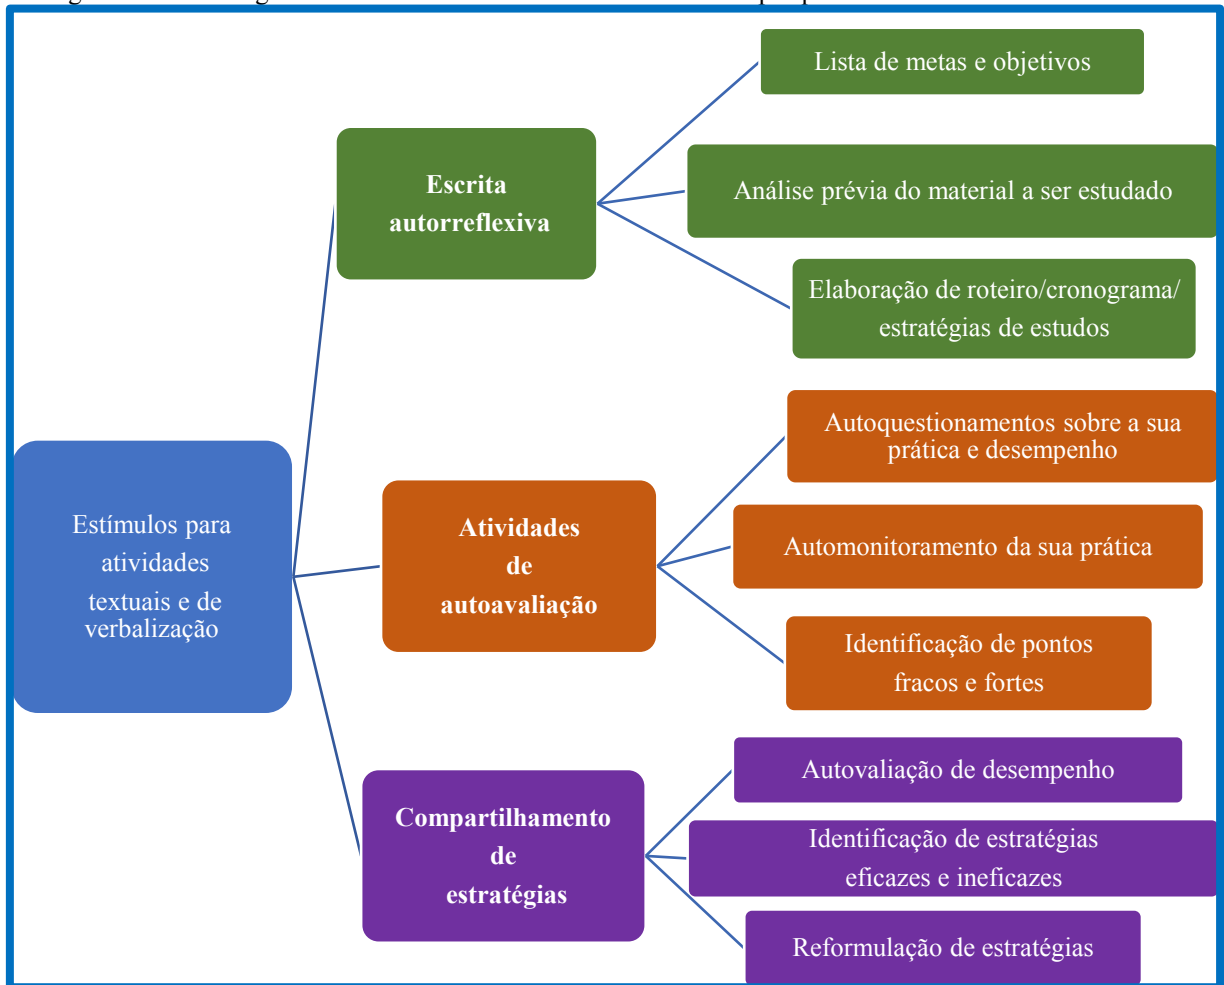 Lista de metas e objetivos
Escrita
autorreflexiva
Análise prévia do material a ser estudado
Elaboração de roteiro/cronograma/
estratégias de estudos
Estímulos para
atividades
textuais e de
verbalização
Autoquestionamentos sobre a sua
prática e desempenho
Atividades
de
autoavaliação
Automonitoramento da sua prática
Identificação de pontos
fracos e fortes
Compartilhamento
de
estratégias
Autovaliação de desempenho
Identificação de estratégias
eficazes e ineficazes
Reformulação de estratégias